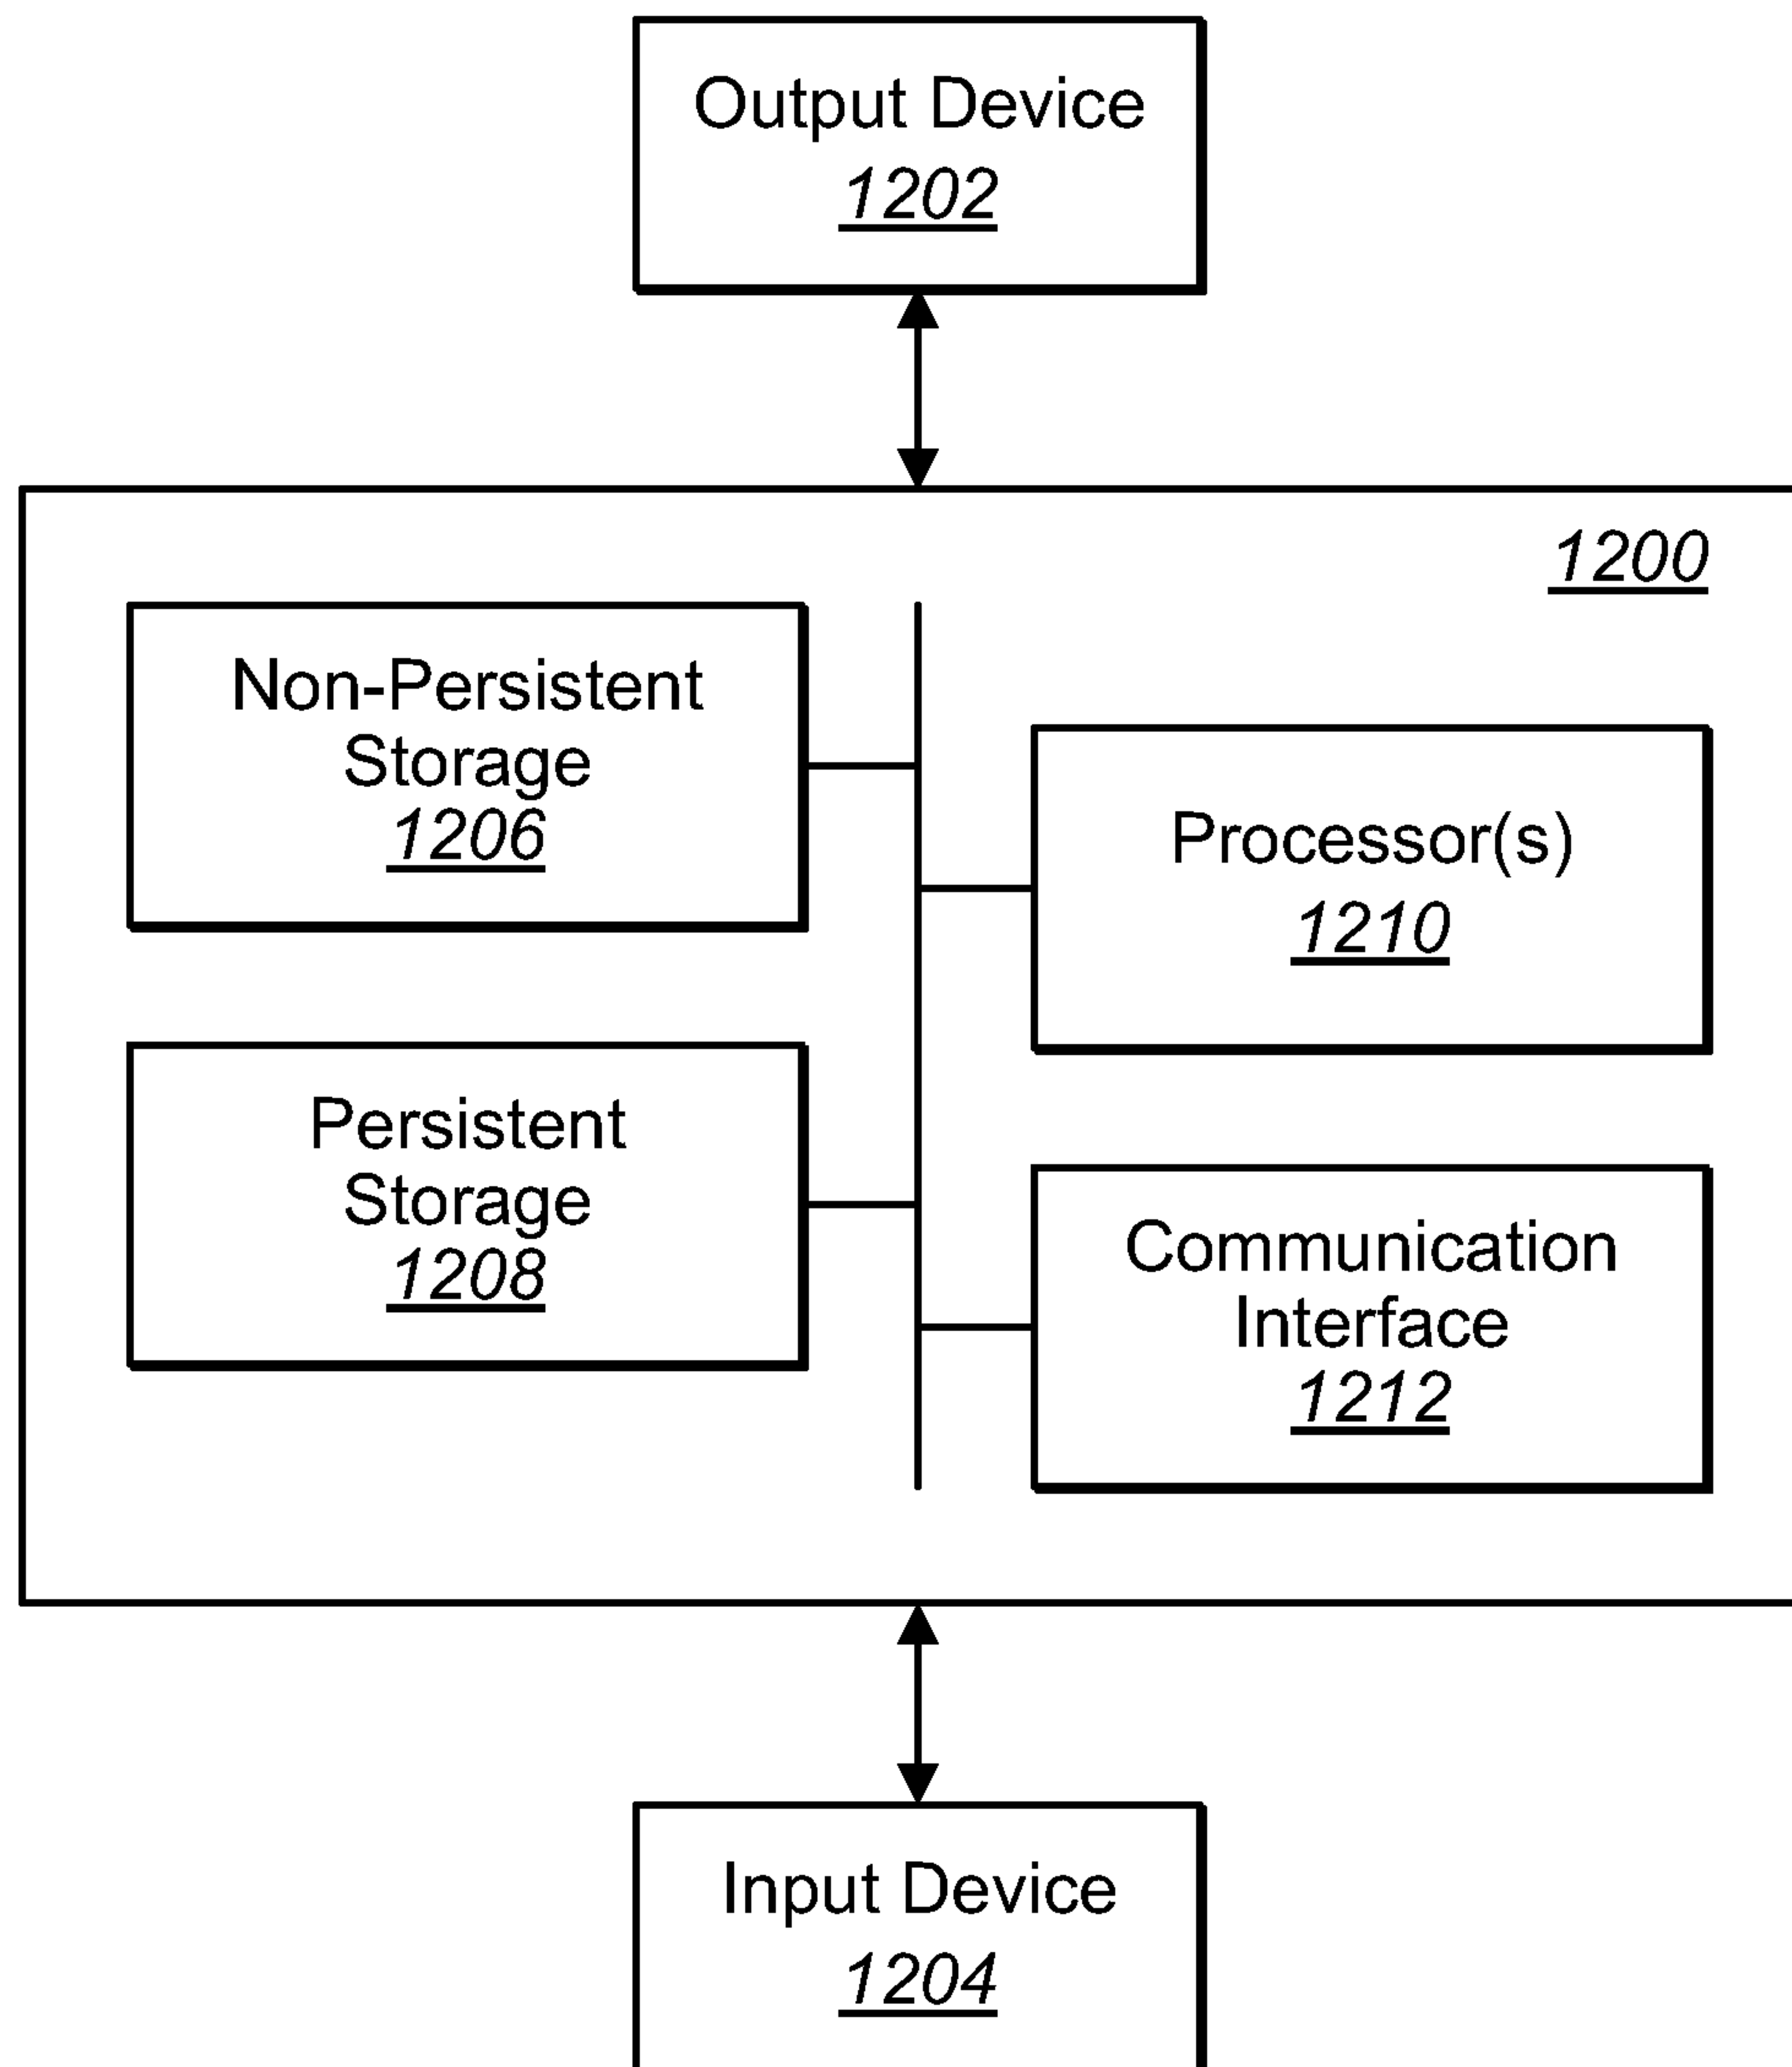 Output Device
1202
1200
Non-Persistent
Storage
1206
Processor(s)
1210
Persistent
Storage
1208
Communication
Interface
1212
Input Device
1204